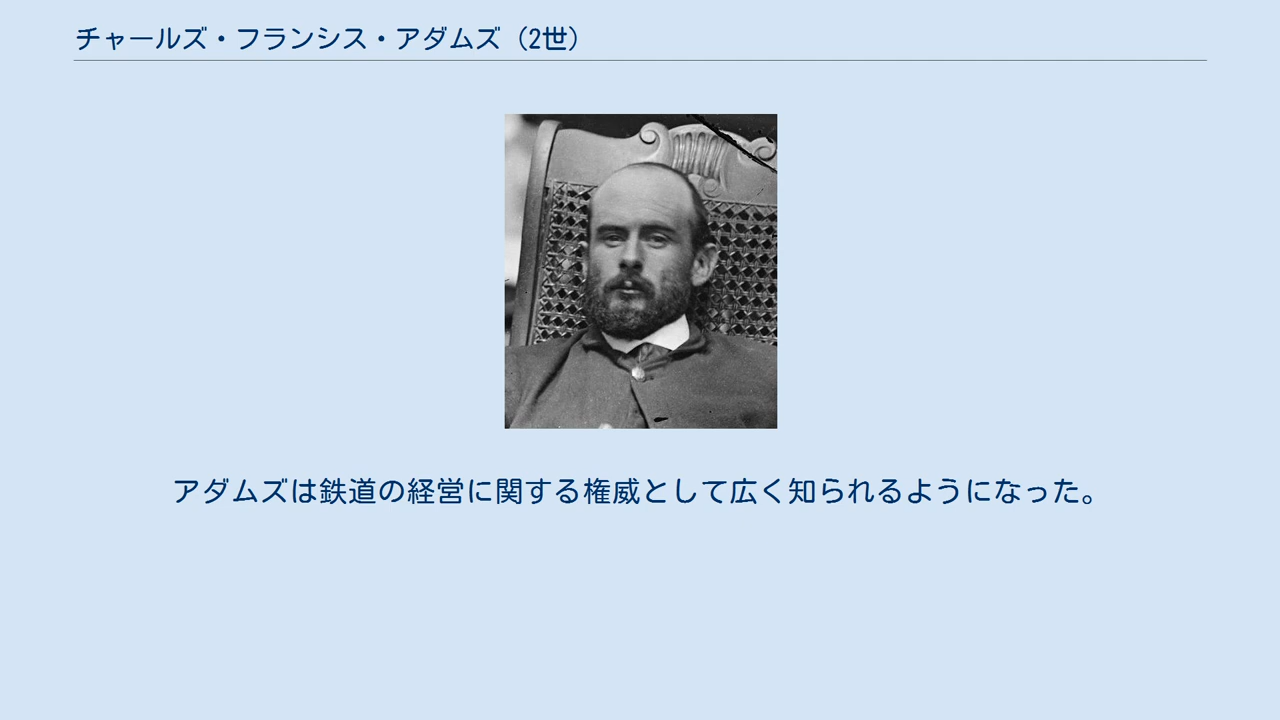 チャールズ・フランシス・アダムズ（2世）
アダムズは鉄道の経営に関する権威として広く知られるようになった。